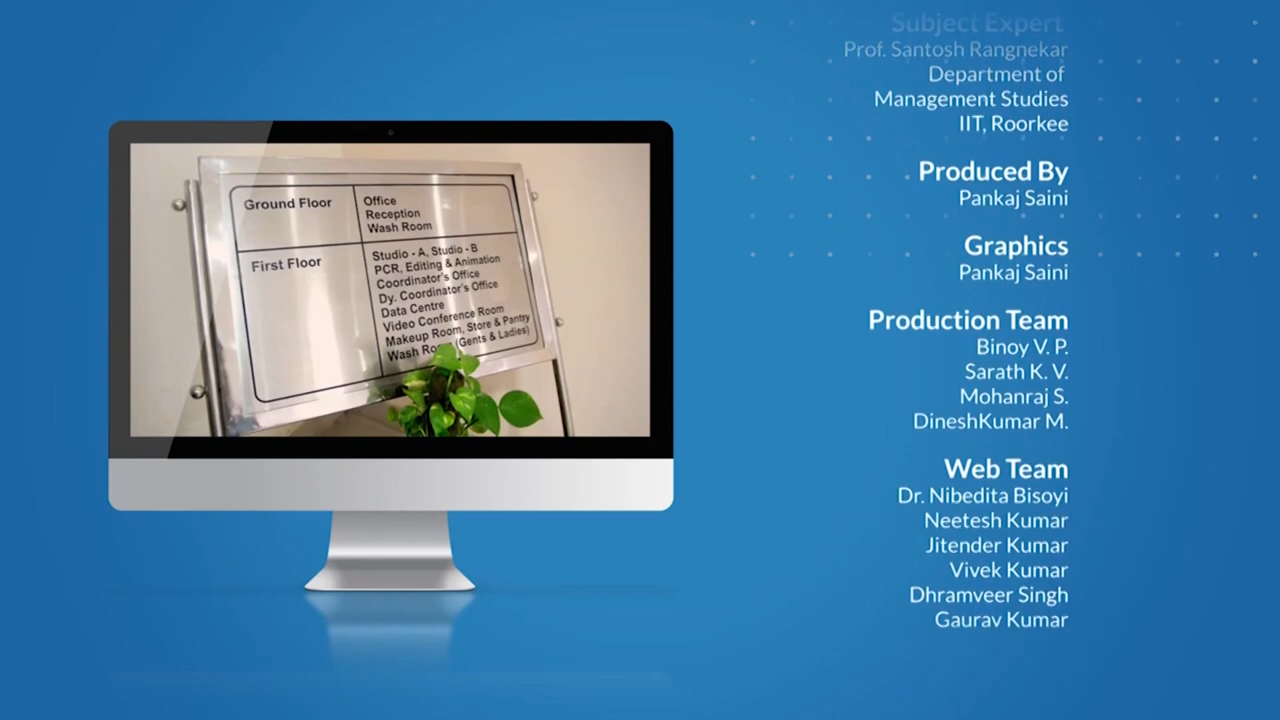 Ground Floor
Office
Reception
Wash Room
First Floor
Studio - A, Studio - B
PCR, Editing & Animation
Coordinator's Office
Dy. Coordinator's Office
Data Centre
Video Conference Room
Makeup Room, Store & Pantry
Wash (Gents & Ladies)
Subject Expert
Prof. Santosh Rangnekar
Department of
Management Studies
IIT, Roorkee
Produced By
Pankaj Saini
Graphics
Pankaj Saini
Production Team
Binoy V. P.
Sarath K. V.
Mohanraj S.
DineshKumar M.
Web Team
Dr. Nibedita Bisoyi
Neetesh Kumar
Jitender Kumar
Vivek Kumar
Dhramveer Singh
Gaurav Kumar